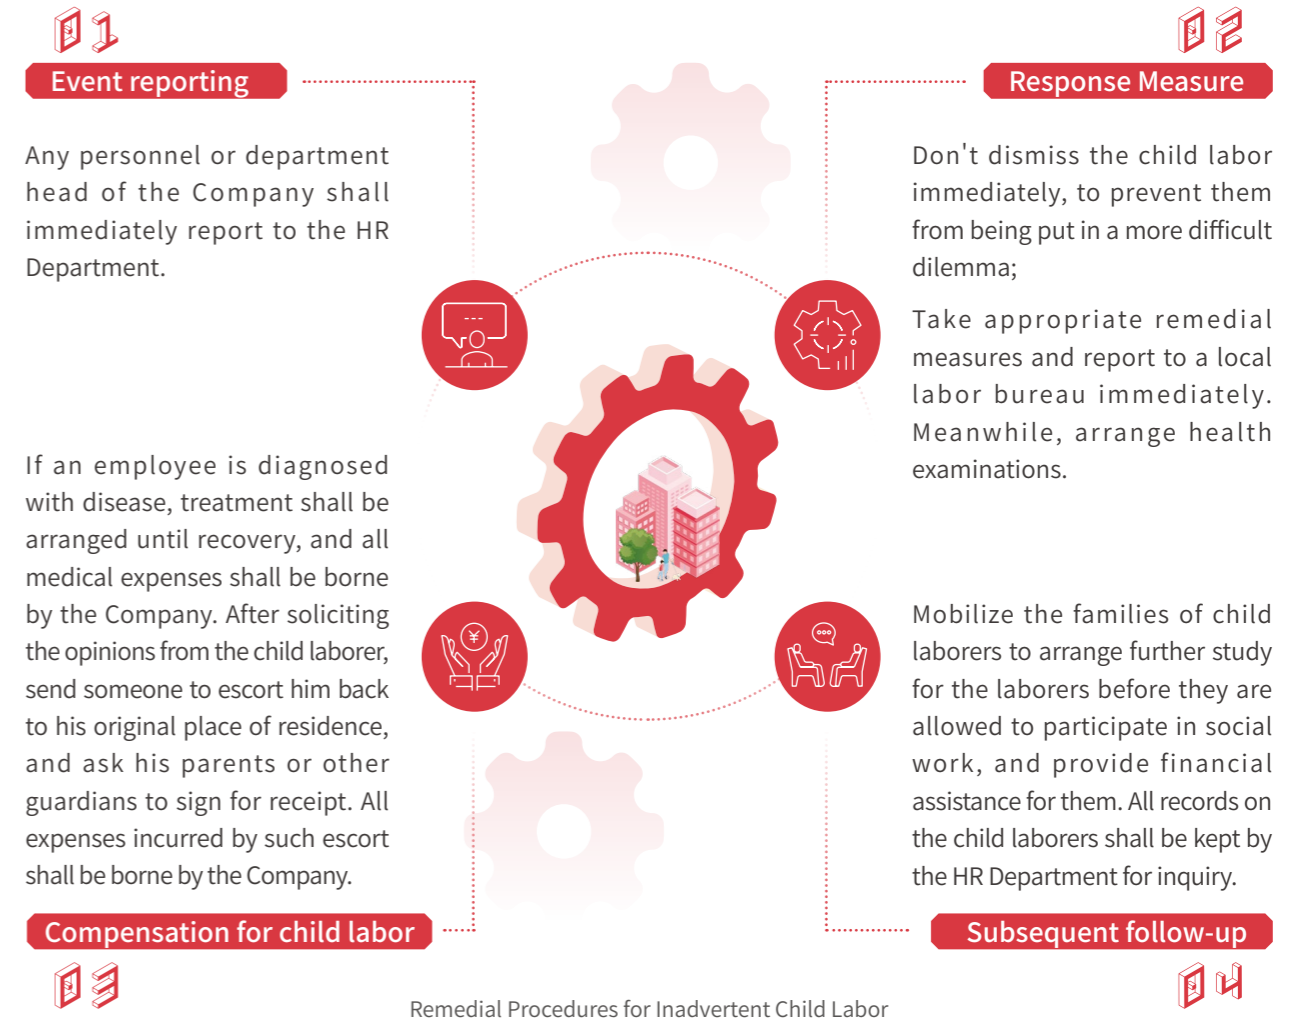 01
Event reporting
Any personnel or department
head of the Company shall
immediately report to the HR
Department.
02
Response Measure
Don't dismiss the child labor
immediately, to prevent them
from being put in a more difficult
dilemma;
Take appropriate remedial
measures and report to a local
labor bureau immediately.
Meanwhile, arrange health
examinations.
If an employee is diagnosed
with disease, treatment shall be
arranged until recovery, and all
medical expenses shall be borne
by the Company. After soliciting
the opinions from the child laborer,
send someone to escort him back
to his original place of residence,
and ask his parents or other
guardians to sign for receipt. All
expenses incurred by such escort
shall be borne by the Company.
Compensation for child labor
03
¥
Mobilize the families of child
laborers to arrange further study
for the laborers before they are
allowed to participate in social
work, and provide financial
assistance for them. All records on
the child laborers shall be kept by
the HR Department for inquiry.
Subsequent follow-up
04
Remedial Procedures for Inadvertent Child Labor